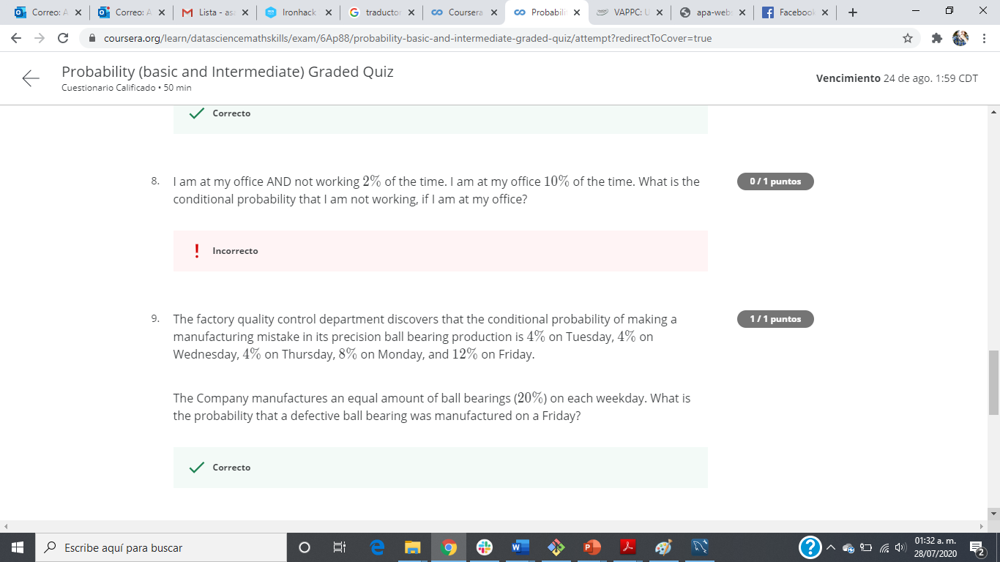 Correo: A
Correo: A
Lista - asa
Ironhack
traductor
Coursera
Probabili
VAPPC: U
apa-web
Facebook
coursera.org/learn/datasciencemathskills/exam/6Ap88/probability-basic-and-intermediate-graded-quiz/attempt?redirectToCover=true
Probability (basic and Intermediate) Graded Quiz
Cuestionario Calificado • 50 min
Vencimiento 24 de ago. 1:59 CDT
Correcto
8. I am at my office AND not working 2% of the time. I am at my office 10% of the time. What is the
conditional probability that I am not working, if I am at my office?
0 / 1 puntos
! Incorrecto
9. The factory quality control department discovers that the conditional probability of making a
manufacturing mistake in its precision ball bearing production is 4% on Tuesday, 4% on
Wednesday, 4% on Thursday, 8% on Monday, and 12% on Friday.
1 / 1 puntos
The Company manufactures an equal amount of ball bearings (20%) on each weekday. What is
the probability that a defective ball bearing was manufactured on a Friday?
Correcto
Escribe aquí para buscar
01:32 a. m.
28/07/2020
2